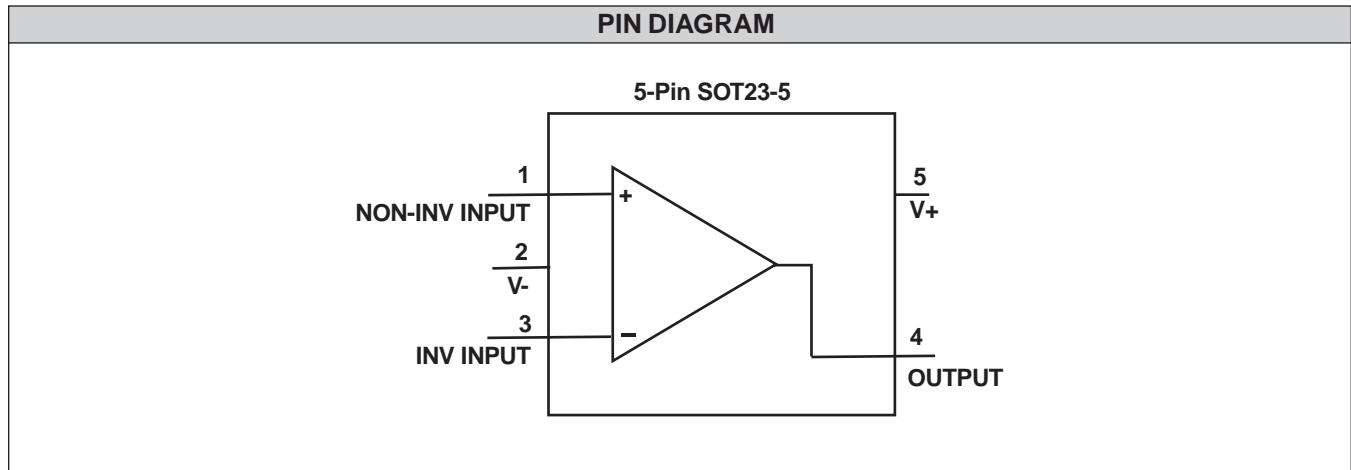 PIN DIAGRAM
5-Pin SOT23-5
1
NON-INV INPUT
+
5
V+
2
V-
3
INV INPUT
–
4
OUTPUT